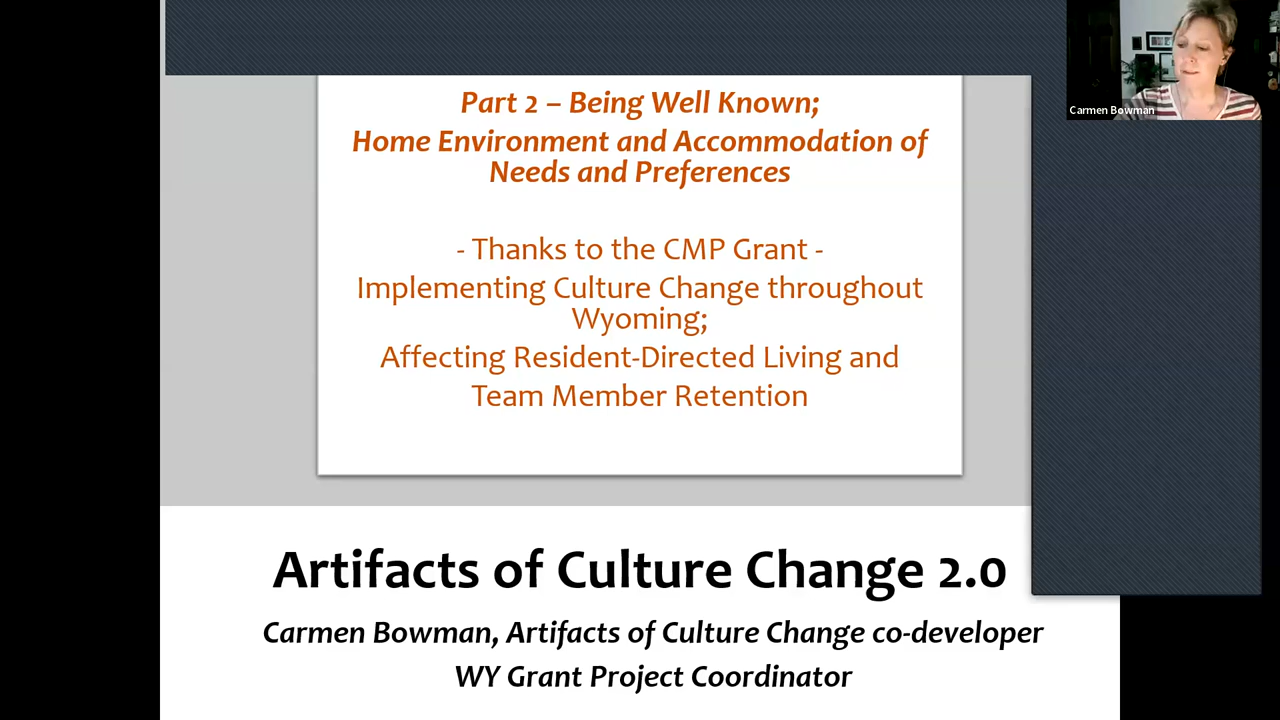 Part 2 – Being Well Known;
Home Environment and Accommodation of
Needs and Preferences
- Thanks to the CMP Grant -
Implementing Culture Change throughout
Wyoming;
Affecting Resident-Directed Living and
Team Member Retention
Carmen Bowman
Artifacts of Culture Change 2.0
Carmen Bowman, Artifacts of Culture Change co-developer
WY Grant Project Coordinator